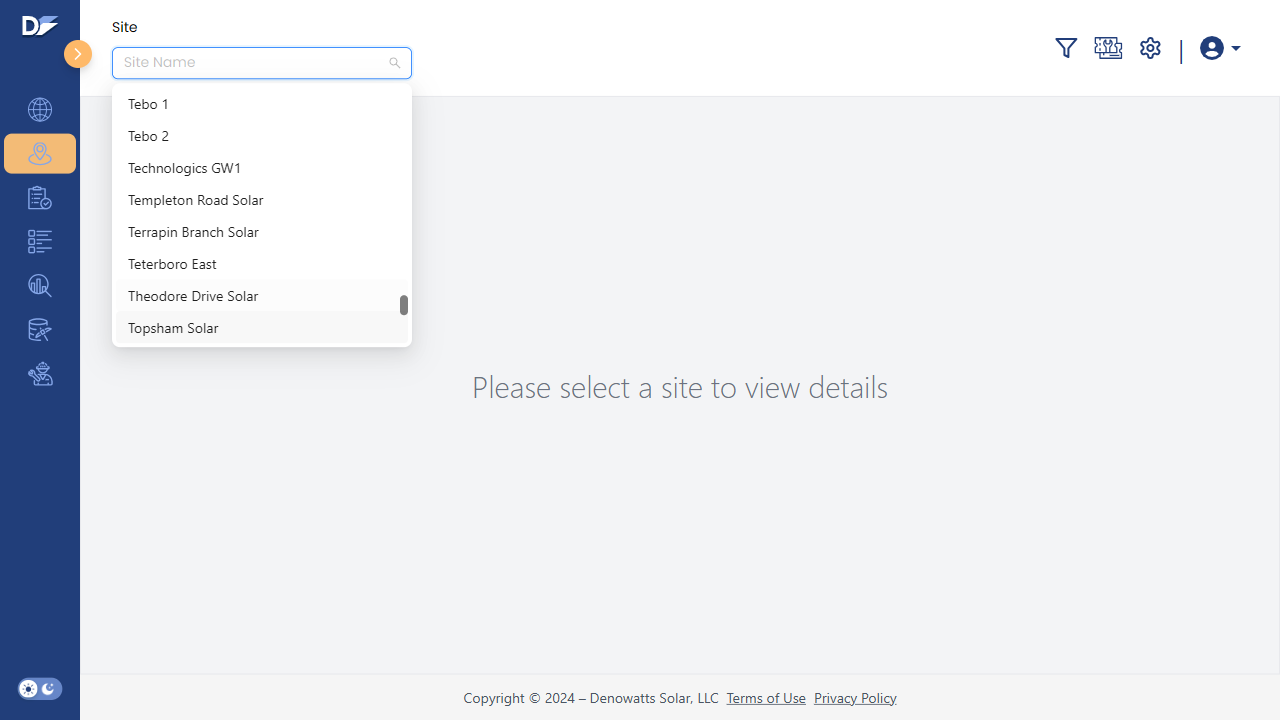 Site
Site Name
Tebo 1
Tebo 2
Technologics GW1
Templeton Road Solar
Terrapin Branch Solar
Teterboro East
Theodore Drive Solar
Topsham Solar
Please select a site to view details
Copyright © 2024 – Denowatts Solar, LLC Terms of Use Privacy Policy